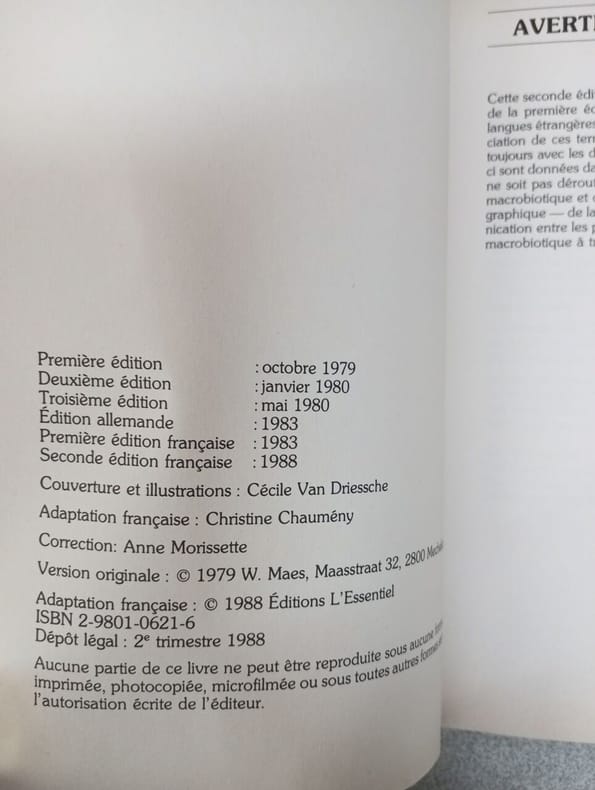 Première édition : octobre 1979
Deuxième édition : janvier 1980
Troisième édition : mai 1980
Édition allemande : 1983
Première édition française : 1983
Seconde édition française : 1988
Couverture et illustrations : Cécile Van Driessche
Adaptation française : Christine Chaumény
Correction: Anne Morissette
Version originale : © 1979 W. Maes, Maasstraat 32, 2800
Adaptation française : © 1988 Éditions L'Essentiel
ISBN 2-9801-0621-6
Dépôt légal : 2e trimestre 1988
Aucune partie de ce livre ne peut être reproduite sous aucune
imprimée, photocopiée, microfilmée ou sous toutes autres formes
l'autorisation écrite de l'éditeur.
AVERT
Cette seconde édi
de la première éd
langues étrangères
ciation de ces ter
toujours avec les d
ci sont données da
ne soit pas dérout
macrobiotique et
graphique — de la
nication entre les p
macrobiotique à tr